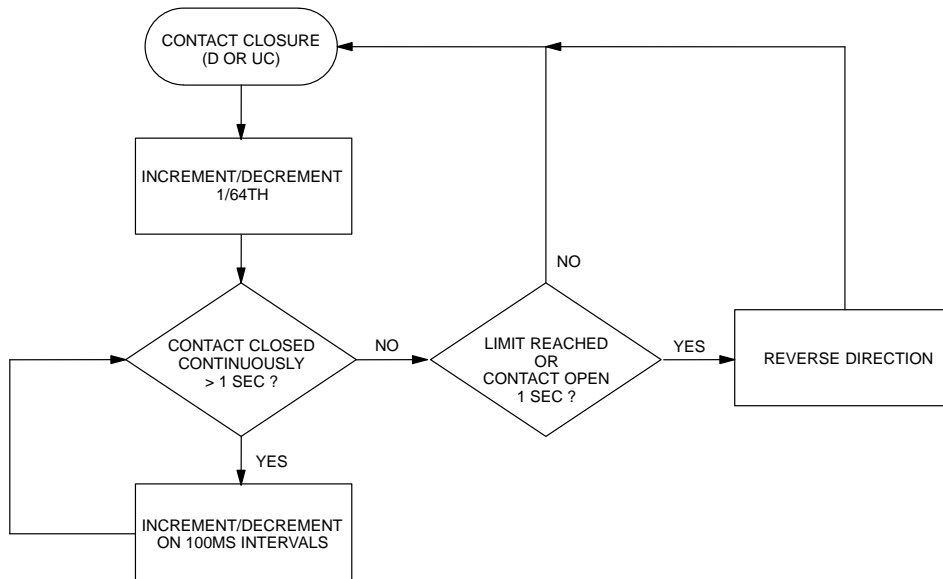 CONTACT CLOSURE
(D OR UC)
INCREMENT/DECREMENT
1/64TH
NO
CONTACT CLOSED
CONTINUOUSLY
> 1 SEC ?
NO
LIMIT REACHED
OR
CONTACT OPEN
1 SEC ?
YES
REVERSE DIRECTION
YES
INCREMENT/DECREMENT
ON 100MS INTERVALS